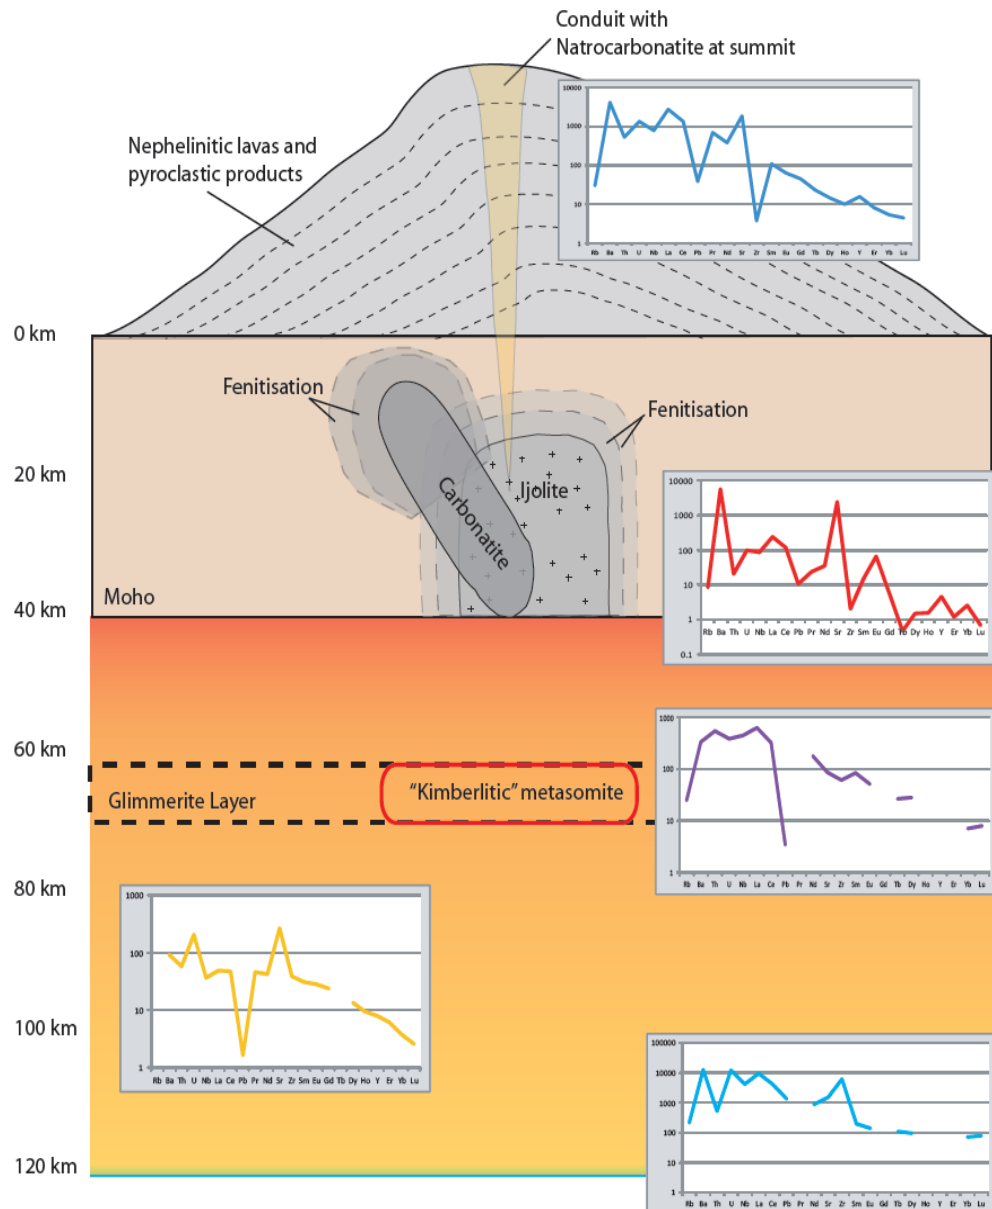 Conduit with
Natrocarbonatite at summit
Nephelinitic lavas and
pyroclastic products
10000
1000
100
10
1
Rb Ba Th U Nb La Ce Pb Pr Nd Sr Zr Sm Eu Gd Tb Dy Ho Y Er Yb Lu
0 km
Fenitisation
Fenitisation
20 km
Ijolite
Carbonatite
10000
1000
100
10
1
Rb Ba Th U Nb La Ce Pb Pr Nd Sr Zr Sm Eu Gd Tb Dy Ho Y Er Yb Lu
0.1
Moho
40 km
60 km
Glimmerite Layer
"Kimberlitic" metasomite
1000
100
10
1
Rb Ba Th U Nb La Ce Pb Pr Nd Sr Zr Sm Eu Gd Tb Dy Ho Y Er Yb Lu
80 km
1000
100
10
1
Rb Ba Th U Nb La Ce Pb Pr Nd Sr Zr Sm Eu Gd Tb Dy Ho Y Er Yb Lu
100 km
100000
10000
1000
100
10
1
Rb Ba Th U Nb La Ce Pb Pr Nd Sr Zr Sm Eu Gd Tb Dy Ho Y Er Yb Lu
120 km